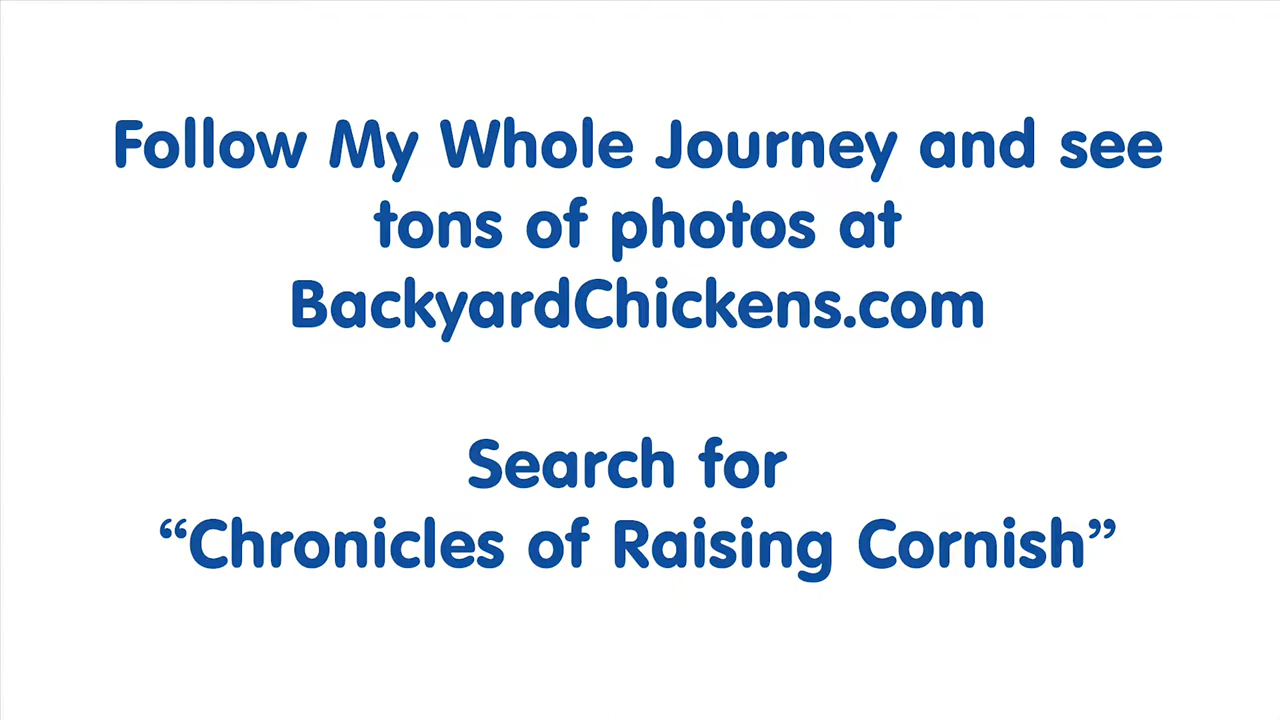 Follow My Whole Journey and see
tons of photos at
BackyardChickens.com
Search for
“Chronicles of Raising Cornish”